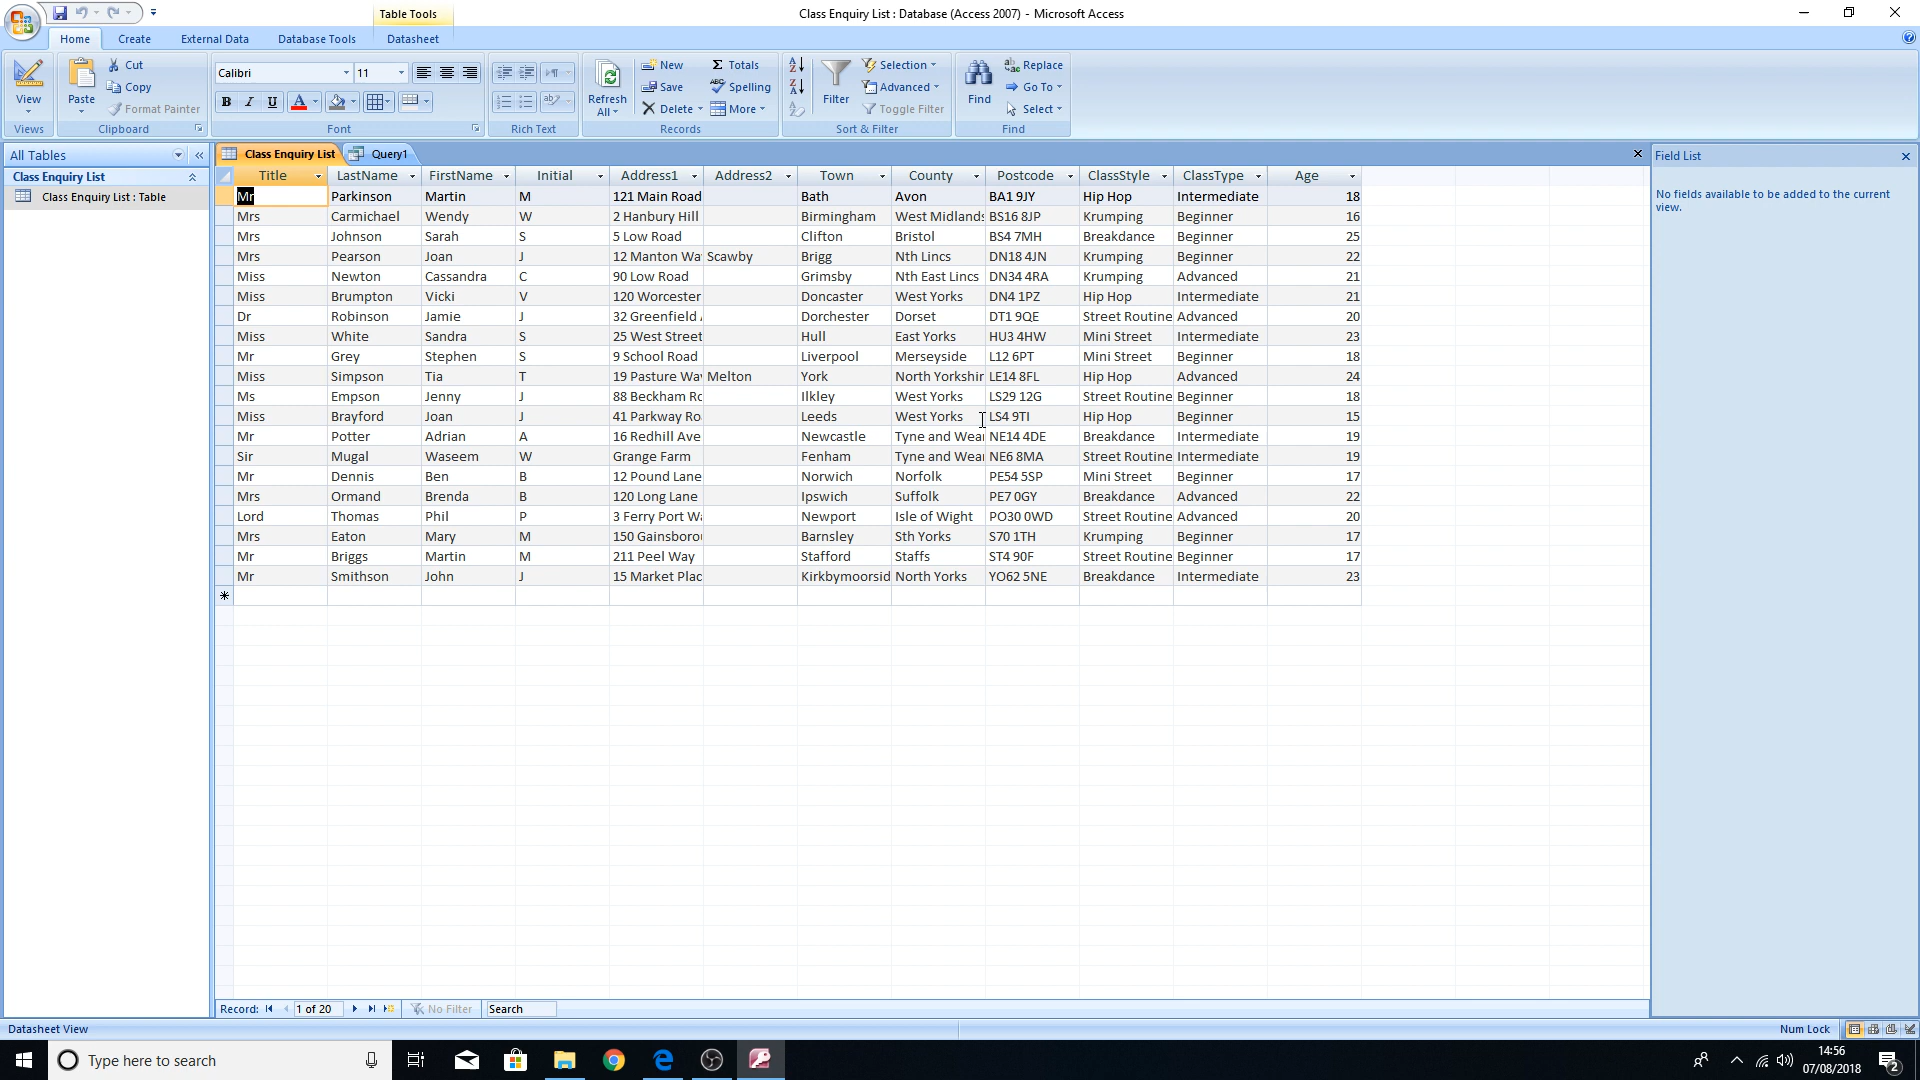 Table Tools
Class Enquiry List : Database (Access 2007) - Microsoft Access
Home Create External Data Database Tools Datasheet
View
Views
Paste
Cut
Copy
Format Painter
Clipboard
Calibri 11
B I U A
Font
Rich Text
Refresh All
New Totals
Save Spelling
Delete More
Records
Filter
Selection
Advanced
Toggle Filter
Sort & Filter
Find
Replace
Go To
Select
Find
All Tables
Class Enquiry List
Class Enquiry List : Table
Class Enquiry List Query1
Title LastName FirstName Initial Address1 Address2 Town County Postcode ClassStyle ClassType Age
Mr Parkinson Martin M 121 Main Road Bath Avon BA1 9JY Hip Hop Intermediate 18
Mrs Carmichael Wendy W 2 Hanbury Hill Birmingham West Midlands BS16 8JP Krumping Beginner 16
Mrs Johnson Sarah S 5 Low Road Clifton Bristol BS4 7MH Breakdance Beginner 25
Mrs Pearson Joan J 12 Manton Wa Scawby Brigg Nth Lincs DN18 4JN Krumping Beginner 22
Miss Newton Cassandra C 90 Low Road Grimsby Nth East Lincs DN34 4RA Krumping Advanced 21
Miss Brumpton Vicki V 120 Worcester Doncaster West Yorks DN4 1PZ Hip Hop Intermediate 21
Dr Robinson Jamie J 32 Greenfield Dorchester Dorset DT1 9QE Street Routine Advanced 20
Miss White Sandra S 25 West Street Hull East Yorks HU3 4HW Mini Street Intermediate 23
Mr Grey Stephen S 9 School Road Liverpool Merseyside L12 6PT Mini Street Beginner 18
Miss Simpson Tia T 19 Pasture Wa Melton York North Yorkshir LE14 8FL Hip Hop Advanced 24
Ms Empson Jenny J 88 Beckham Ro Ilkley West Yorks LS29 12G Street Routine Beginner 18
Miss Brayford Joan J 41 Parkway Ro Leeds West Yorks LS4 9TI Hip Hop Beginner 15
Mr Potter Adrian A 16 Redhill Ave Newcastle Tyne and Wear NE14 4DE Breakdance Intermediate 19
Sir Mugal Waseem W Grange Farm Fenham Tyne and Wear NE6 8MA Street Routine Intermediate 19
Mr Dennis Ben B 12 Pound Lane Norwich Norfolk PE54 5SP Mini Street Beginner 17
Mrs Ormand Brenda B 120 Long Lane Ipswich Suffolk PE7 0GY Breakdance Advanced 22
Lord Thomas Phil P 3 Ferry Port Wa Newport Isle of Wight PO30 0WD Street Routine Advanced 20
Mrs Eaton Mary M 150 Gainsboro Barnsley Sth Yorks S70 1TH Krumping Beginner 17
Mr Briggs Martin M 211 Peel Way Stafford Staffs ST4 90F Street Routine Beginner 17
Mr Smithson John J 15 Market Plac Kirkbymoorsid North Yorks YO62 5NE Breakdance Intermediate 23
Field List
No fields available to be added to the current
view.
Record: 1 of 20 No Filter Search
Datasheet View Num Lock
Type here to search
14:56
07/08/2018
2